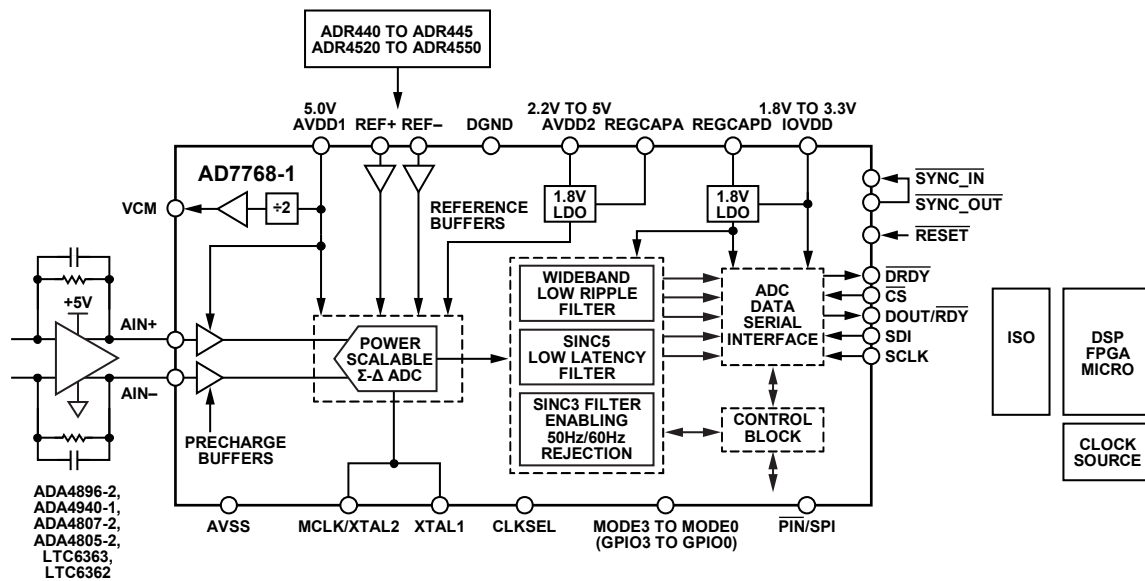 ADR440 TO ADR445
ADR4520 TO ADR4550
5.0V
AVDD1
REF+
REF–
DGND
2.2V TO 5V
AVDD2
REGCAPA
REGCAPD
1.8V TO 3.3V
IOVDD
AD7768-1
VCM
÷2
REFERENCE
BUFFERS
1.8V
LDO
1.8V
LDO
SYNC_IN
SYNC_OUT
RESET
+5V
AIN+
AIN–
POWER
SCALABLE
Σ-Δ ADC
PRECHARGE
BUFFERS
WIDEBAND
LOW RIPPLE
FILTER
SINC5
LOW LATENCY
FILTER
SINC3 FILTER
ENABLING
50Hz/60Hz
REJECTION
ADC
DATA
SERIAL
INTERFACE
CONTROL
BLOCK
DRDY
CS
DOUT/RDY
SDI
SCLK
ISO
DSP
FPGA
MICRO
CLOCK
SOURCE
ADA4896-2,
ADA4940-1,
ADA4807-2,
ADA4805-2,
LTC6363,
LTC6362
AVSS
MCLK/XTAL2
XTAL1
CLKSEL
MODE3 TO MODE0
(GPIO3 TO GPIO0)
PIN/SPI